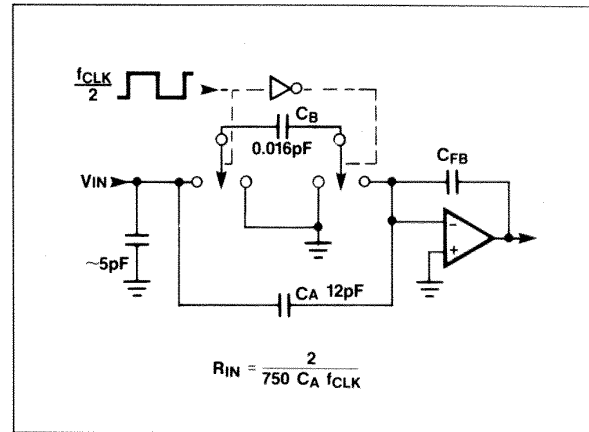 fCLK
2
CB
0.016pF
VIN
CFB
-
+
~5pF
CA 12pF
RIN = 2
750 CA fCLK